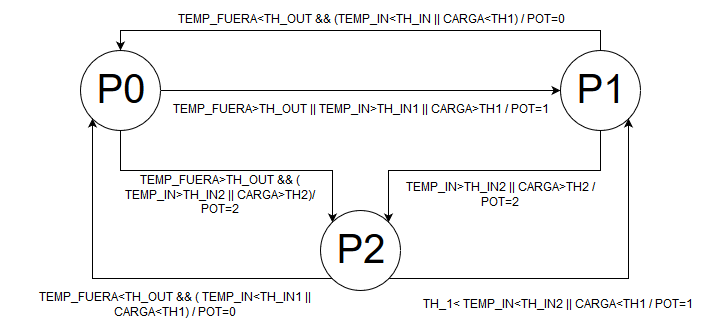 TEMP_FUERA<TH_OUT && (TEMP_IN<TH_IN || CARGA<TH1) / POT=0
P0
P1
TEMP_FUERA>TH_OUT || TEMP_IN>TH_IN1 || CARGA>TH1 / POT=1
TEMP_FUERA>TH_OUT && (
TEMP_IN>TH_IN2 || CARGA>TH2)/
POT=2
TEMP_IN>TH_IN2 || CARGA>TH2 /
POT=2
P2
TEMP_FUERA<TH_OUT && ( TEMP_IN<TH_IN1 ||
CARGA<TH1) / POT=0
TH_1< TEMP_IN<TH_IN2 || CARGA<TH1 / POT=1